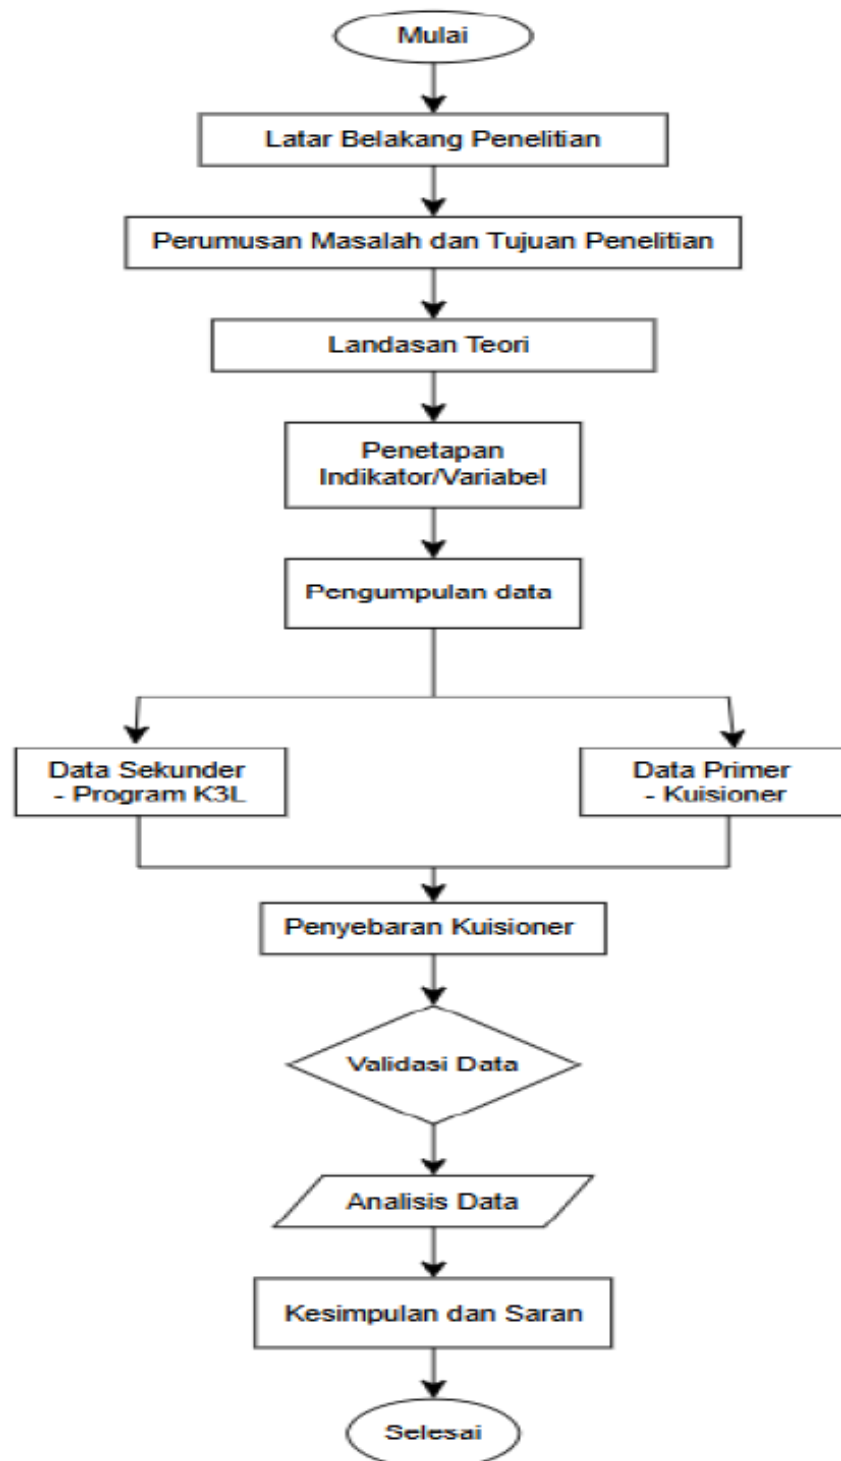 Mulai
Latar Belakang Penelitian
Perumusan Masalah dan Tujuan Penelitian
Landasan Teori
Penetapan
Indikator/Variabel
Pengumpulan data
Data Sekunder
- Program K3L
Data Primer
- Kuisioner
Penyebaran Kuisioner
Validasi Data
Analisis Data
Kesimpulan dan Saran
Selesai